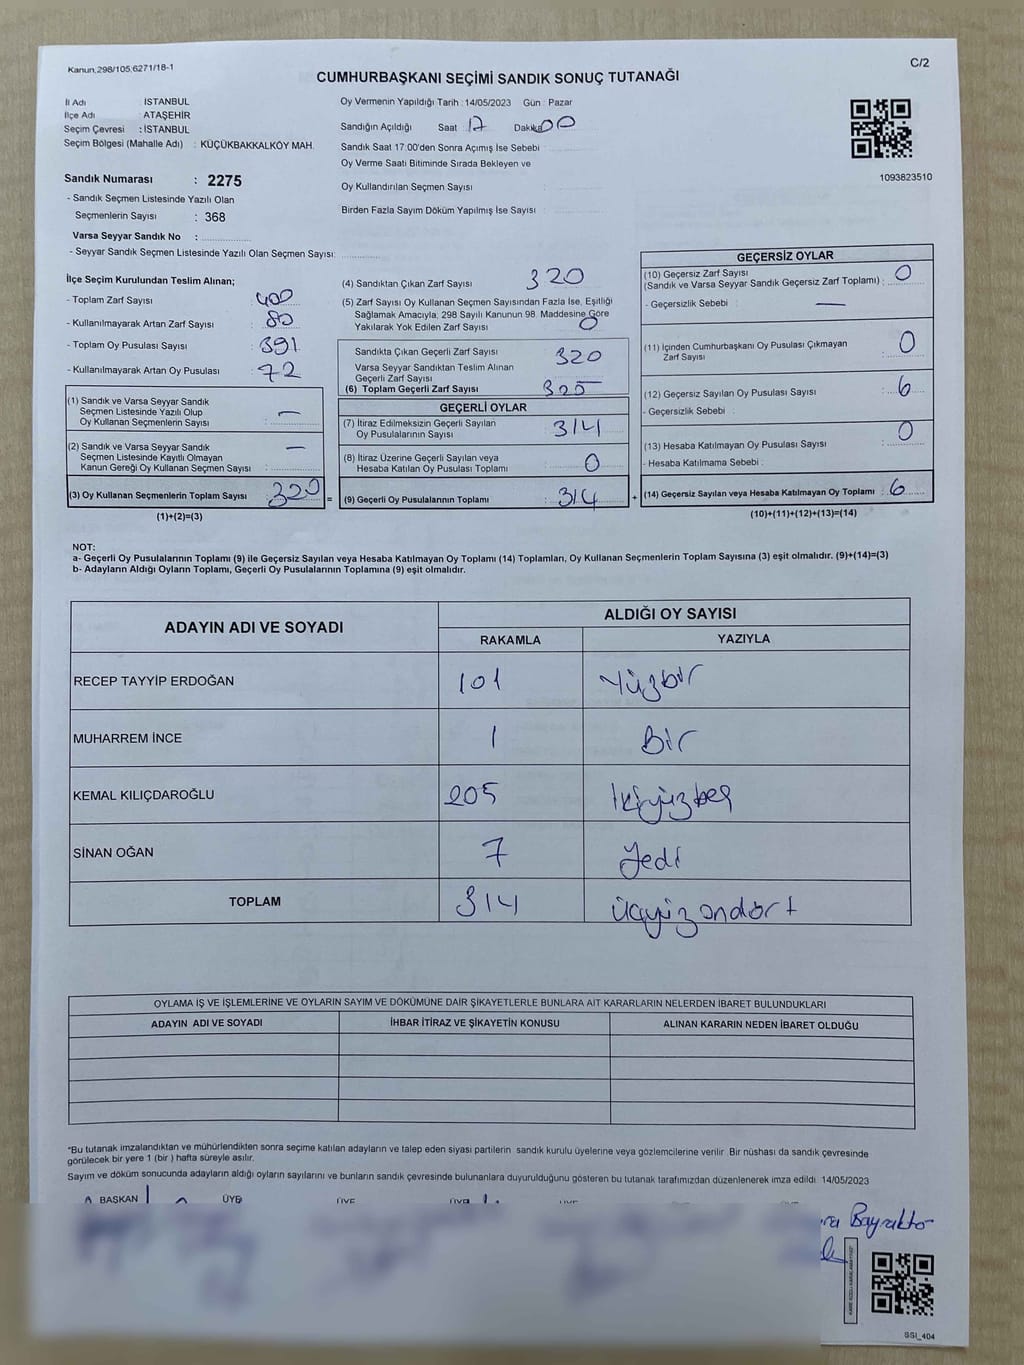 Kanun,298/105,6271/18-1
C/2
CUMHURBAŞKANI SEÇİMİ SANDIK SONUÇ TUTANAĞI
İl Adı : İSTANBUL
İlçe Adı : ATAŞEHİR
Seçim Çevresi : İSTANBUL
Seçim Bölgesi (Mahalle Adı) : KÜÇÜKBAKKALKÖY MAH.
Sandık Numarası : 2275
- Sandık Seçmen Listesinde Yazılı Olan
Seçmenlerin Sayısı : 368
Varsa Seyyar Sandık No :
- Seyyar Sandık Seçmen Listesinde Yazılı Olan Seçmen Sayısı:
Oy Vermenin Yapıldığı Tarih : 14/05/2023 Gün : Pazar
Sandığın Açıldığı Saat 17 Dakika 00
Sandık Saat 17:00'den Sonra Açımış İse Sebebi :
Oy Verme Saati Bitiminde Sırada Bekleyen ve
Oy Kullandırılan Seçmen Sayısı :
Birden Fazla Sayım Döküm Yapılmış İse Sayısı :
1093823510
İlçe Seçim Kurulundan Teslim Alınan;
- Toplam Zarf Sayısı : 400
- Kullanılmayarak Artan Zarf Sayısı : 80
- Toplam Oy Pusulası Sayısı : 391
- Kullanılmayarak Artan Oy Pusulası : 72
(1) Sandık ve Varsa Seyyar Sandık
Seçmen Listesinde Yazılı Olup
Oy Kullanan Seçmenlerin Sayısı : —
(2) Sandık ve Varsa Seyyar Sandık
Seçmen Listesinde Kayıtlı Olmayan
Kanun Gereği Oy Kullanan Seçmen Sayısı : —
(3) Oy Kullanan Seçmenlerin Toplam Sayısı : 320 =
(1)+(2)=(3)
(4) Sandıktan Çıkan Zarf Sayısı 320
(5) Zarf Sayısı Oy Kullanan Seçmen Sayısından Fazla İse, Eşitliği
Sağlamak Amacıyla; 298 Sayılı Kanunun 98. Maddesine Göre
Yakılarak Yok Edilen Zarf Sayısı 0
Sandıkta Çıkan Geçerli Zarf Sayısı 320
Varsa Seyyar Sandıktan Teslim Alınan
Geçerli Zarf Sayısı
(6) Toplam Geçerli Zarf Sayısı
GEÇERLİ OYLAR
(7) İtiraz Edilmeksizin Geçerli Sayılan
Oy Pusulalarının Sayısı : 314
(8) İtiraz Üzerine Geçerli Sayılan veya
Hesaba Katılan Oy Pusulası Toplamı : 0
(9) Geçerli Oy Pusulalarının Toplamı : 314 +
GEÇERSİZ OYLAR
(10) Geçersiz Zarf Sayısı
(Sandık ve Varsa Seyyar Sandık Geçersiz Zarf Toplamı) : 0
- Geçersizlik Sebebi : —
(11) İçinden Cumhurbaşkanı Oy Pusulası Çıkmayan
Zarf Sayısı : 0
(12) Geçersiz Sayılan Oy Pusulası Sayısı : 6
- Geçersizlik Sebebi :
(13) Hesaba Katılmayan Oy Pusulası Sayısı : 0
- Hesaba Katılmama Sebebi :
(14) Geçersiz Sayılan veya Hesaba Katılmayan Oy Toplamı : 6
(10)+(11)+(12)+(13)=(14)
NOT:
a- Geçerli Oy Pusulalarının Toplamı (9) ile Geçersiz Sayılan veya Hesaba Katılmayan Oy Toplamı (14) Toplamları, Oy Kullanan Seçmenlerin Toplam Sayısına (3) eşit olmalıdır. (9)+(14)=(3)
b- Adayların Aldığı Oyların Toplamı, Geçerli Oy Pusulalarının Toplamına (9) eşit olmalıdır.
ADAYIN ADI VE SOYADI ALDIĞI OY SAYISI
RAKAMLA YAZIYLA
RECEP TAYYİP ERDOĞAN 101 Yüzbir
MUHARREM İNCE 1 Bir
KEMAL KILIÇDAROĞLU 205 İkiyüzbeş
SİNAN OĞAN 7 Yedi
TOPLAM 314 üçyüzondört
OYLAMA İŞ VE İŞLEMLERİNE VE OYLARIN SAYIM VE DÖKÜMÜNE DAİR ŞİKAYETLERLE BUNLARA AİT KARARLARIN NELERDEN İBARET BULUNDUKLARI
ADAYIN ADI VE SOYADI İHBAR İTİRAZ VE ŞİKAYETİN KONUSU ALINAN KARARIN NEDEN İBARET OLDUĞU
*Bu tutanak imzalandıktan ve mühürlendikten sonra seçime katılan adayların ve talep eden siyasi partilerin sandık kurulu üyelerine veya gözlemcilerine verilir. Bir nüshası da sandık çevresinde
görülecek bir yere 1 (bir ) hafta süreyle asılır.
Sayım ve döküm sonucunda adayların aldığı oyların sayılarını ve bunların sandık çevresinde bulunanlara duyurulduğunu gösteren bu tutanak tarafımızdan düzenlenerek imza edildi. 14/05/2023
BAŞKAN ÜYE ÜYE ÜYE
Bayraktar
SSI_404